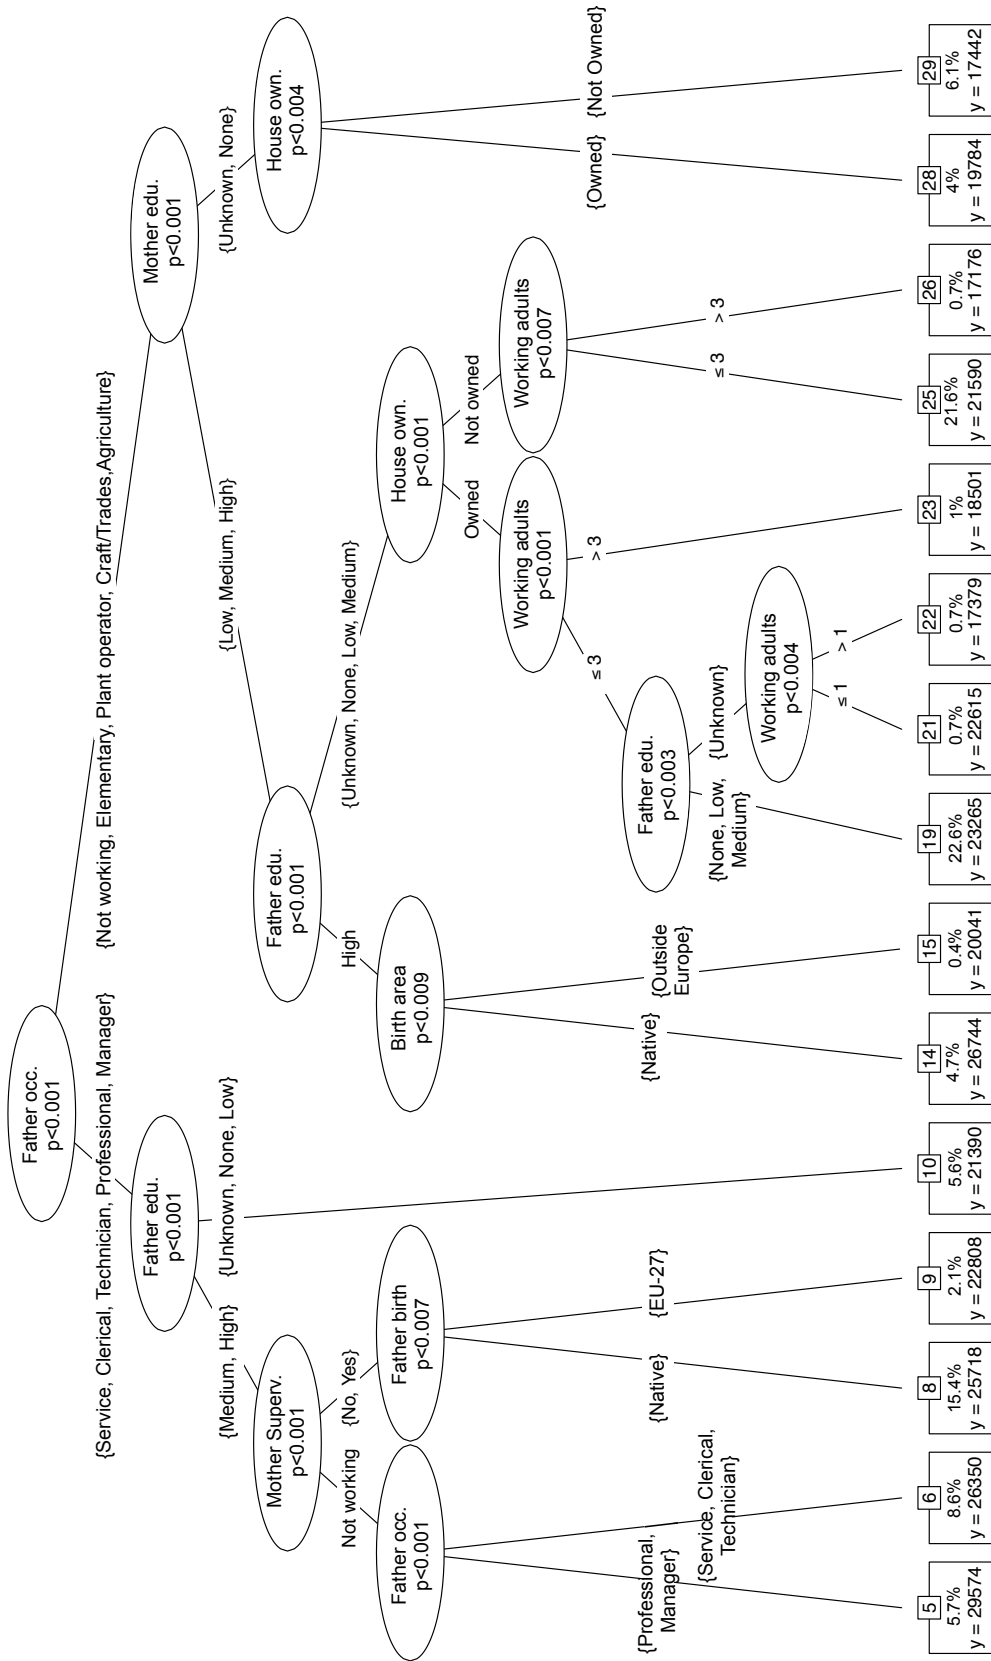 Father occ.
p<0.001
{Service, Clerical, Technician, Professional, Manager}
{Not working, Elementary, Plant operator, Craft/Trades,Agriculture}
Father edu.
p<0.001
Mother edu.
p<0.001
{Medium, High}
{Unknown, None, Low}
{Low, Medium, High}
{Unknown, None}
Mother Superv.
p<0.001
Father edu.
p<0.001
House own.
p<0.004
Not working
{No, Yes}
High
{Unknown, None, Low, Medium}
Father occ.
p<0.001
Father birth
p<0.007
Birth area
p<0.009
House own.
p<0.001
Owned
Not owned
Working adults
p<0.001
Working adults
p<0.007
{Professional,
Manager}
{Service, Clerical,
Technician}
{Native}
{EU-27}
{Native}
{Outside
Europe}
≤ 3
> 3
≤ 3
> 3
{Owned}
{Not Owned}
Father edu.
p<0.003
{None, Low,
Medium}
{Unknown}
Working adults
p<0.004
≤ 1
> 1
5
5.7%
y = 29574
6
8.6%
y = 26350
8
15.4%
y = 25718
9
2.1%
y = 22808
10
5.6%
y = 21390
14
4.7%
y = 26744
15
0.4%
y = 20041
19
22.6%
y = 23265
21
0.7%
y = 22615
22
0.7%
y = 17379
23
1%
y = 18501
25
21.6%
y = 21590
26
0.7%
y = 17176
28
4%
y = 19784
29
6.1%
y = 17442